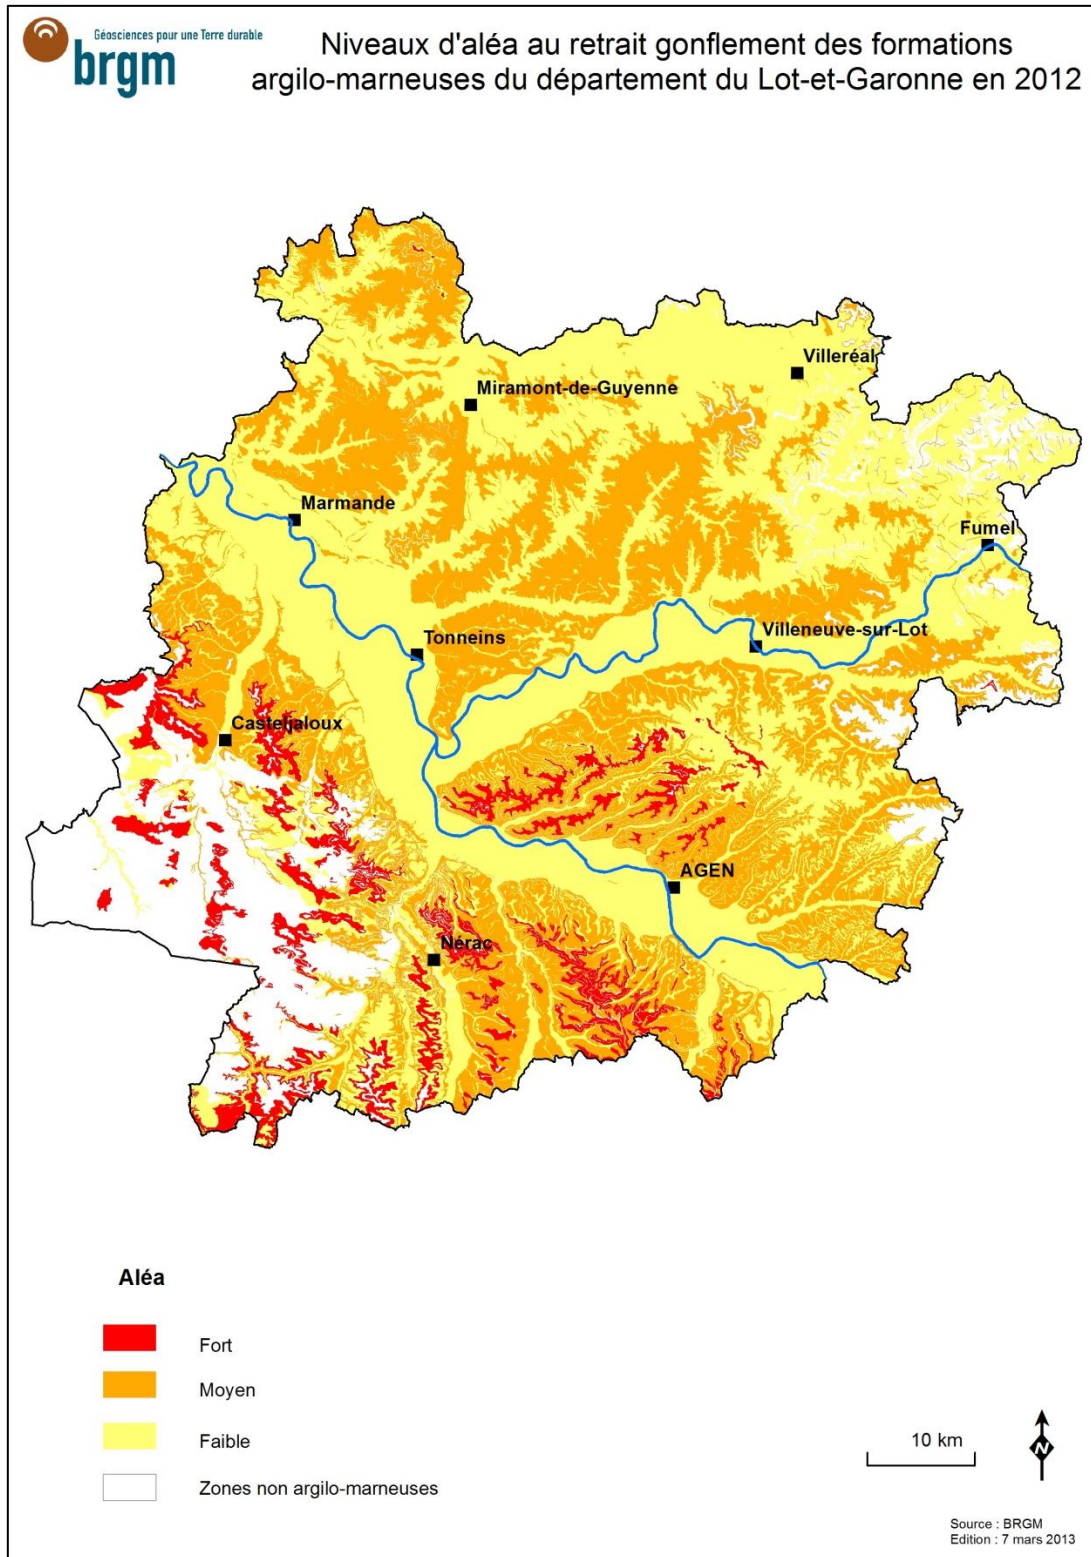 Géosciences pour une Terre durable
brgm
Niveaux d'aléa au retrait gonflement des formations
argilo-marneuses du département du Lot-et-Garonne en 2012
Villeréal
Miramont-de-Guyenne
Marmande
Fumel
Tonneins
Villeneuve-sur-Lot
Casteljaloux
AGEN
Nérac
Aléa
Fort
Moyen
Faible
Zones non argilo-marneuses
10 km
N
Source : BRGM
Edition : 7 mars 2013